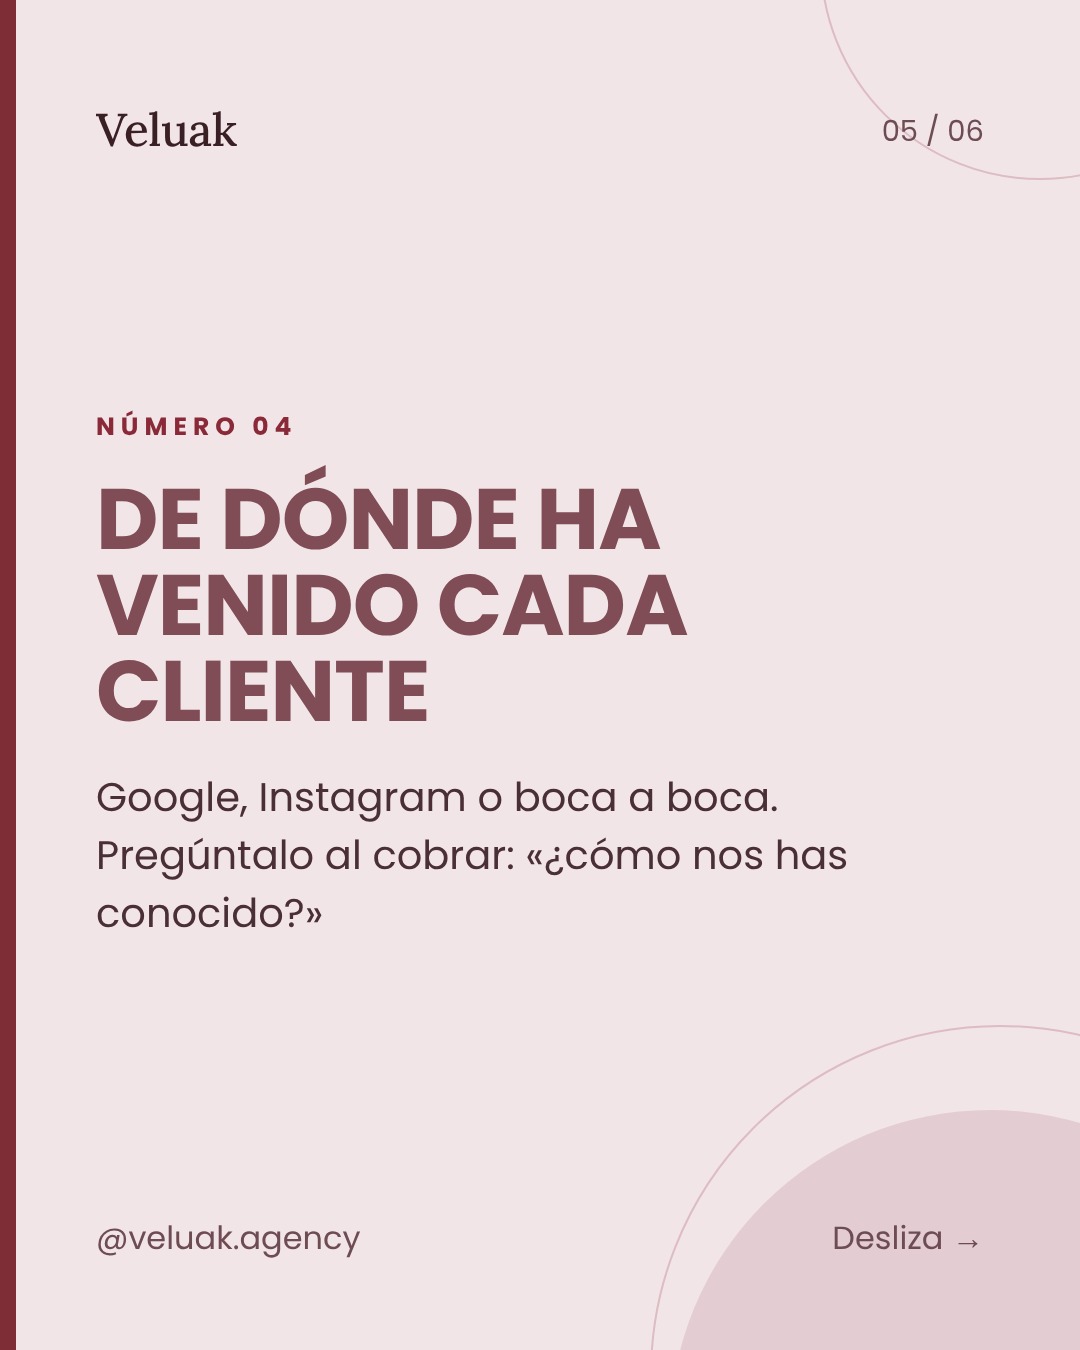 Veluak
05 / 06
NÚMERO 04
DE DÓNDE HA
VENIDO CADA
CLIENTE
Google, Instagram o boca a boca.
Pregúntalo al cobrar: «¿cómo nos has
conocido?»
@veluak.agency
Desliza →